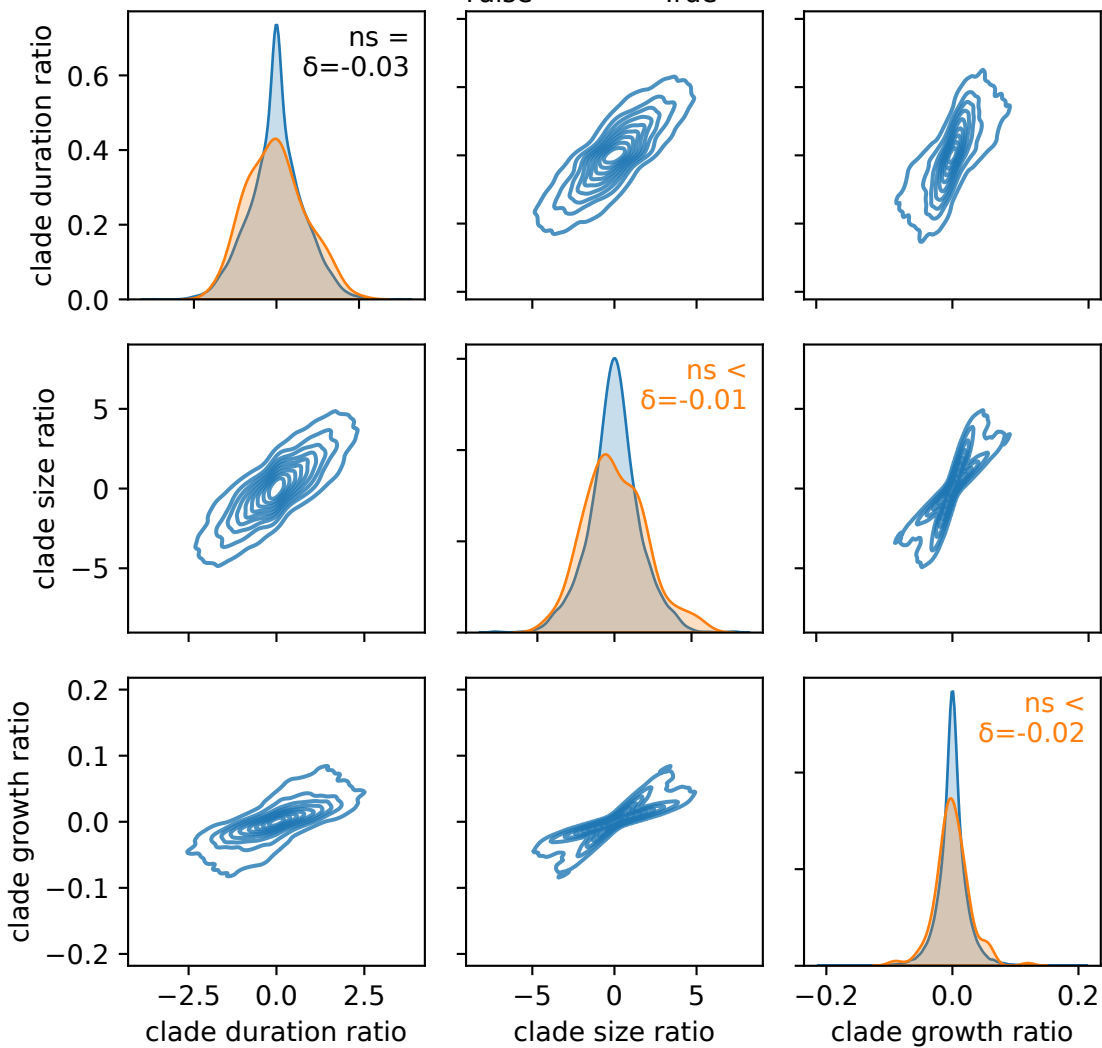 clade duration ratio
0.6
0.4
0.2
0.0
ns =
δ=-0.03
clade size ratio
5
0
−5
ns <
δ=-0.01
clade growth ratio
0.2
0.1
0.0
−0.1
−0.2
ns <
δ=-0.02
−2.5 0.0 2.5
−5 0 5
−0.2 0.0 0.2
clade duration ratio
clade size ratio
clade growth ratio